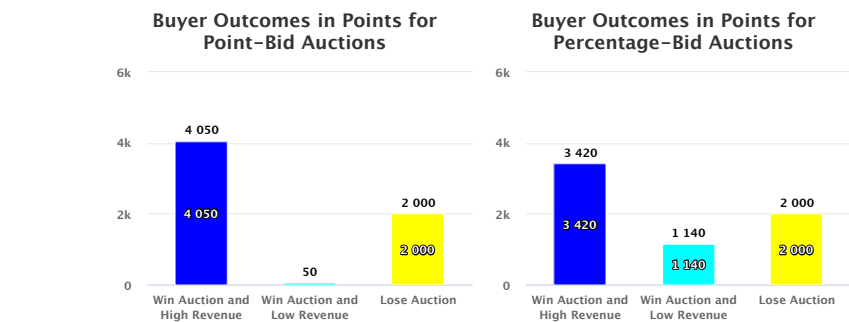 Buyer Outcomes in Points for
Point-Bid Auctions
6k
4k
2k
0
4 050
4 050
50
2 000
2 000
Win Auction and
High Revenue
Win Auction and
Low Revenue
Lose Auction
Buyer Outcomes in Points for
Percentage-Bid Auctions
6k
4k
2k
0
3 420
3 420
1 140
1 140
2 000
2 000
Win Auction and
High Revenue
Win Auction and
Low Revenue
Lose Auction